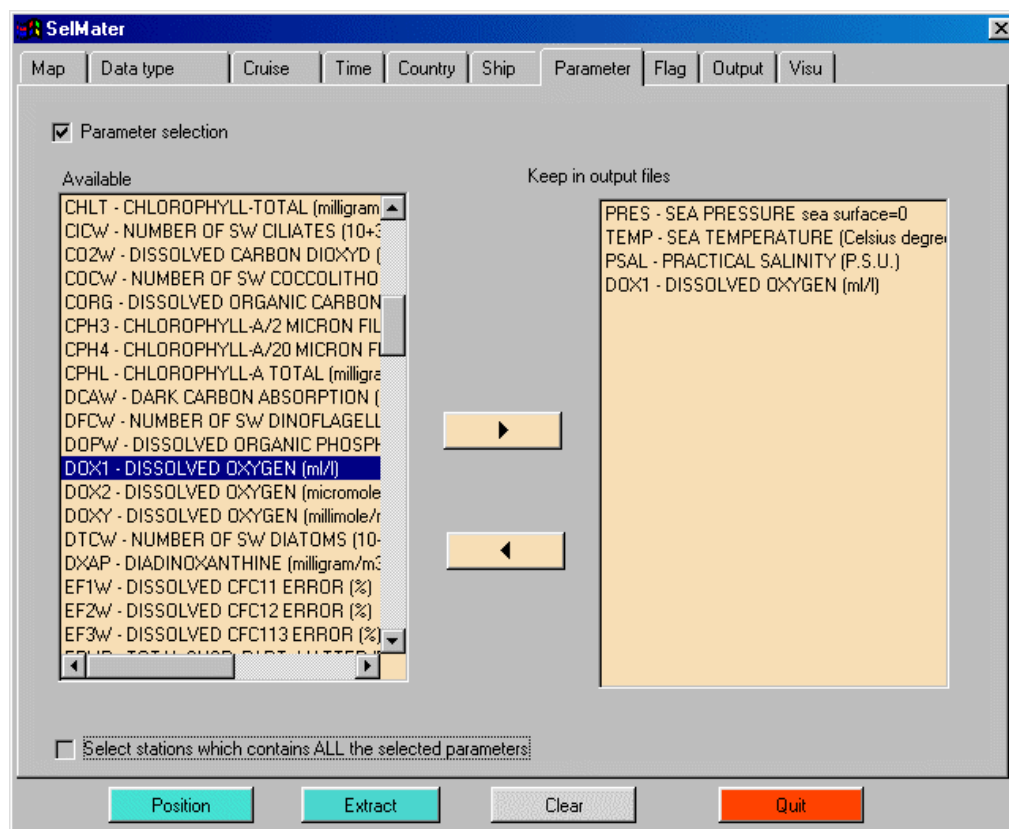 SelMater
Map Data type Cruise Time Country Ship Parameter Flag Output Visu
Parameter selection
Available
CHLT - CHLOROPHYLL-TOTAL (milligram
CICW - NUMBER OF SW CILIATES (10+3
CO2W - DISSOLVED CARBON DIOXYD (
COCW - NUMBER OF SW COCCOLITHO
CORG - DISSOLVED ORGANIC CARBON
CPH3 - CHLOROPHYLL-A/2 MICRON FIL
CPH4 - CHLOROPHYLL-A/20 MICRON FL
CPHL - CHLOROPHYLL-A TOTAL (milligra
DCAW - DARK CARBON ABSORPTION (
DFCW - NUMBER OF SW DINOFLAGELL
DOPW - DISSOLVED ORGANIC PHOSPH
DOX1 - DISSOLVED OXYGEN (ml/l)
DOX2 - DISSOLVED OXYGEN (micromole
DOXY - DISSOLVED OXYGEN (millimole/r
DTCW - NUMBER OF SW DIATOMS (10-
DXAP - DIADINOXANTHINE (milligram/m3
EF1W - DISSOLVED CFC11 ERROR (%)
EF2W - DISSOLVED CFC12 ERROR (%)
EF3W - DISSOLVED CFC113 ERROR (%)
Keep in output files
PRES - SEA PRESSURE sea surface=0
TEMP - SEA TEMPERATURE (Celsius degre
PSAL - PRACTICAL SALINITY (P.S.U.)
DOX1 - DISSOLVED OXYGEN (ml/l)
Select stations which contains ALL the selected parameters
Position Extract Clear Quit